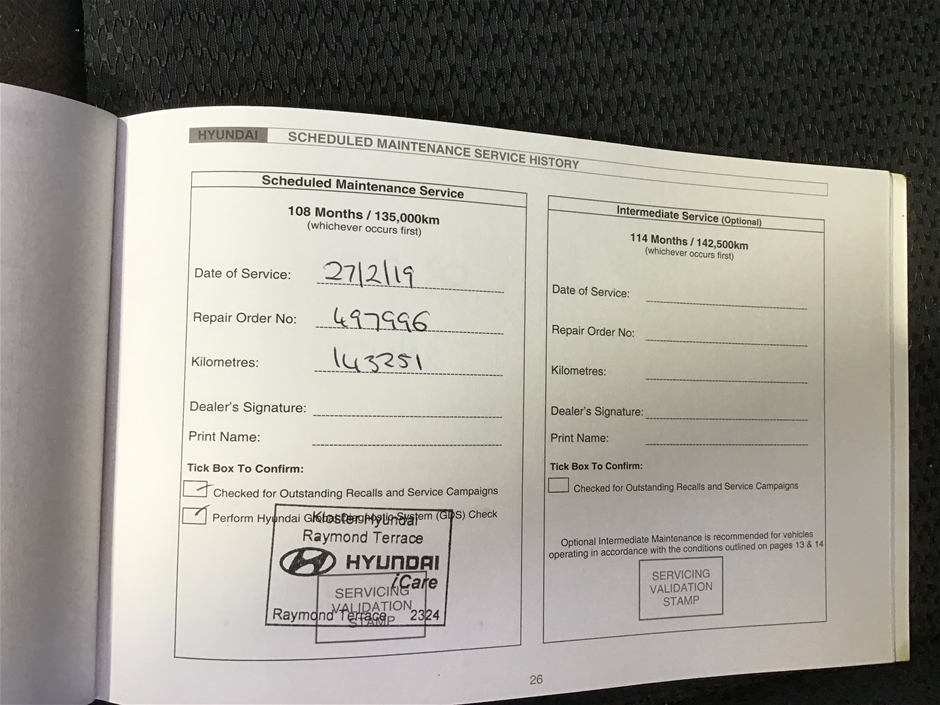 HYUNDAI SCHEDULED MAINTENANCE SERVICE HISTORY
Scheduled Maintenance Service
108 Months / 135,000km
(whichever occurs first)
Date of Service: 27/2/19
Repair Order No: 497996
Kilometres: 143251
Dealer's Signature:
Print Name:
Tick Box To Confirm:
Checked for Outstanding Recalls and Service Campaigns
Perform Hyundai Global Diagnostic System (GDS) Check
Kloster Hyundai
Raymond Terrace
HYUNDAI
iCare
Raymond Terrace 2324
SERVICING
VALIDATION
STAMP
Intermediate Service (Optional)
114 Months / 142,500km
(whichever occurs first)
Date of Service:
Repair Order No:
Kilometres:
Dealer's Signature:
Print Name:
Tick Box To Confirm:
Checked for Outstanding Recalls and Service Campaigns
Optional Intermediate Maintenance is recommended for vehicles
operating in accordance with the conditions outlined on pages 13 & 14
SERVICING
VALIDATION
STAMP
26